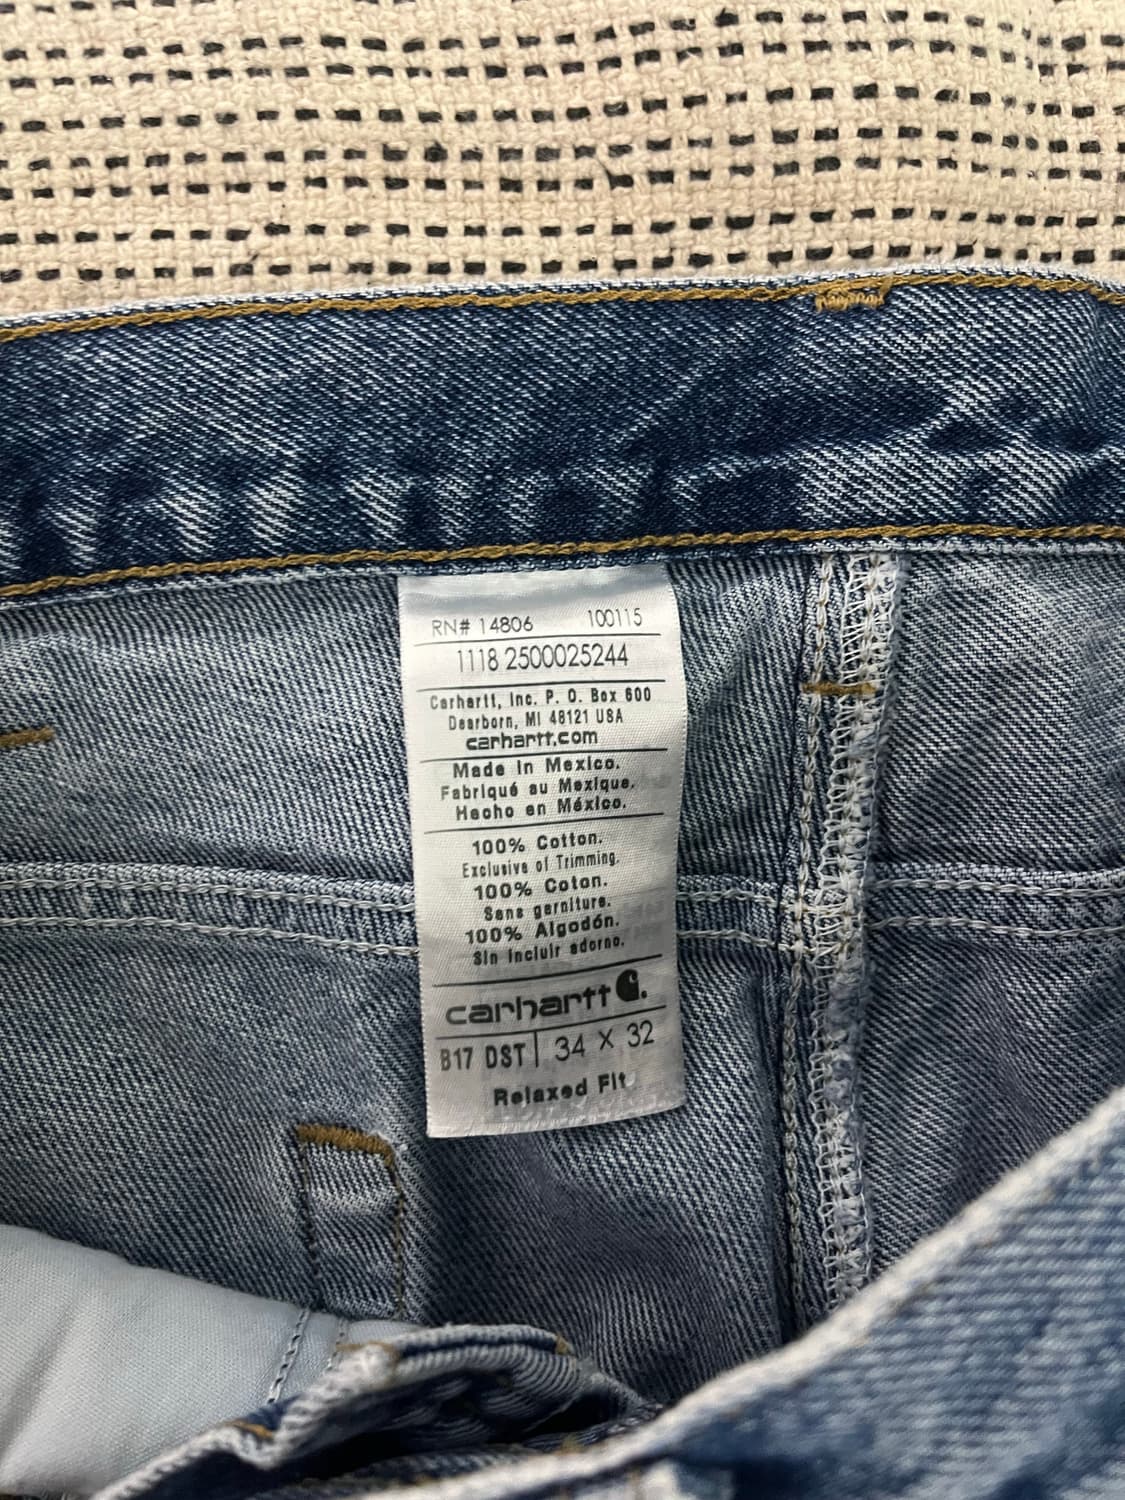 RN# 14806 100115
1118 2500025244
Carhartt, Inc. P. O. Box 600
Dearborn, MI 48121 USA
carhartt.com
Made in Mexico.
Fabriqué au Mexique.
Hecho en México.
100% Cotton.
Exclusive of Trimming.
100% Coton.
Sans garniture.
100% Algodón.
Sin incluir adorno.
carhartt
B17 DST 34 X 32
Relaxed Fit